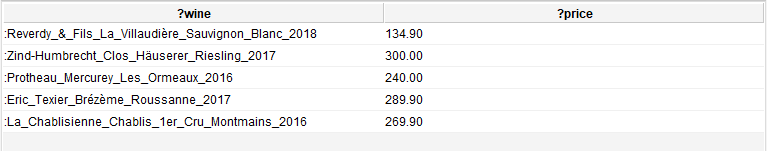 ?wine ?price
:Reverdy_&_Fils_La_Villaudière_Sauvignon_Blanc_2018 134.90
:Zind-Humbrecht_Clos_Häuserer_Riesling_2017 300.00
:Protheau_Mercurey_Les_Ormeaux_2016 240.00
:Eric_Texier_Brézème_Roussanne_2017 289.90
:La_Chablisienne_Chablis_1er_Cru_Montmains_2016 269.90